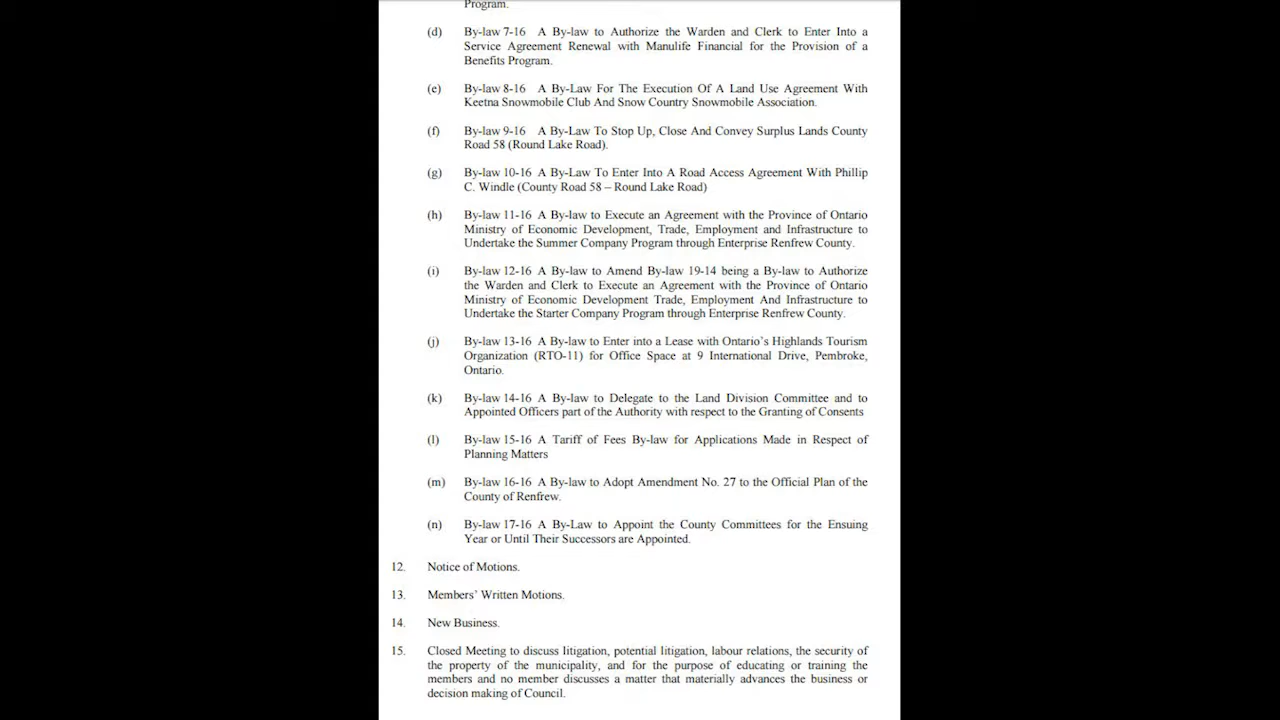 Program.
(d) By-law 7-16 A By-law to Authorize the Warden and Clerk to Enter Into a
Service Agreement Renewal with Manulife Financial for the Provision of a
Benefits Program.
(e) By-law 8-16 A By-Law For The Execution Of A Land Use Agreement With
Keetna Snowmobile Club And Snow Country Snowmobile Association.
(f) By-law 9-16 A By-Law To Stop Up, Close And Convey Surplus Lands County
Road 58 (Round Lake Road).
(g) By-law 10-16 A By-Law To Enter Into A Road Access Agreement With Phillip
C. Windle (County Road 58 – Round Lake Road)
(h) By-law 11-16 A By-law to Execute an Agreement with the Province of Ontario
Ministry of Economic Development, Trade, Employment and Infrastructure to
Undertake the Summer Company Program through Enterprise Renfrew County.
(i) By-law 12-16 A By-law to Amend By-law 19-14 being a By-law to Authorize
the Warden and Clerk to Execute an Agreement with the Province of Ontario
Ministry of Economic Development Trade, Employment And Infrastructure to
Undertake the Starter Company Program through Enterprise Renfrew County.
(j) By-law 13-16 A By-law to Enter into a Lease with Ontario's Highlands Tourism
Organization (RTO-11) for Office Space at 9 International Drive, Pembroke,
Ontario.
(k) By-law 14-16 A By-law to Delegate to the Land Division Committee and to
Appointed Officers part of the Authority with respect to the Granting of Consents
(l) By-law 15-16 A Tariff of Fees By-law for Applications Made in Respect of
Planning Matters
(m) By-law 16-16 A By-law to Adopt Amendment No. 27 to the Official Plan of the
County of Renfrew.
(n) By-law 17-16 A By-Law to Appoint the County Committees for the Ensuing
Year or Until Their Successors are Appointed.
12. Notice of Motions.
13. Members' Written Motions.
14. New Business.
15. Closed Meeting to discuss litigation, potential litigation, labour relations, the security of
the property of the municipality, and for the purpose of educating or training the
members and no member discusses a matter that materially advances the business or
decision making of Council.